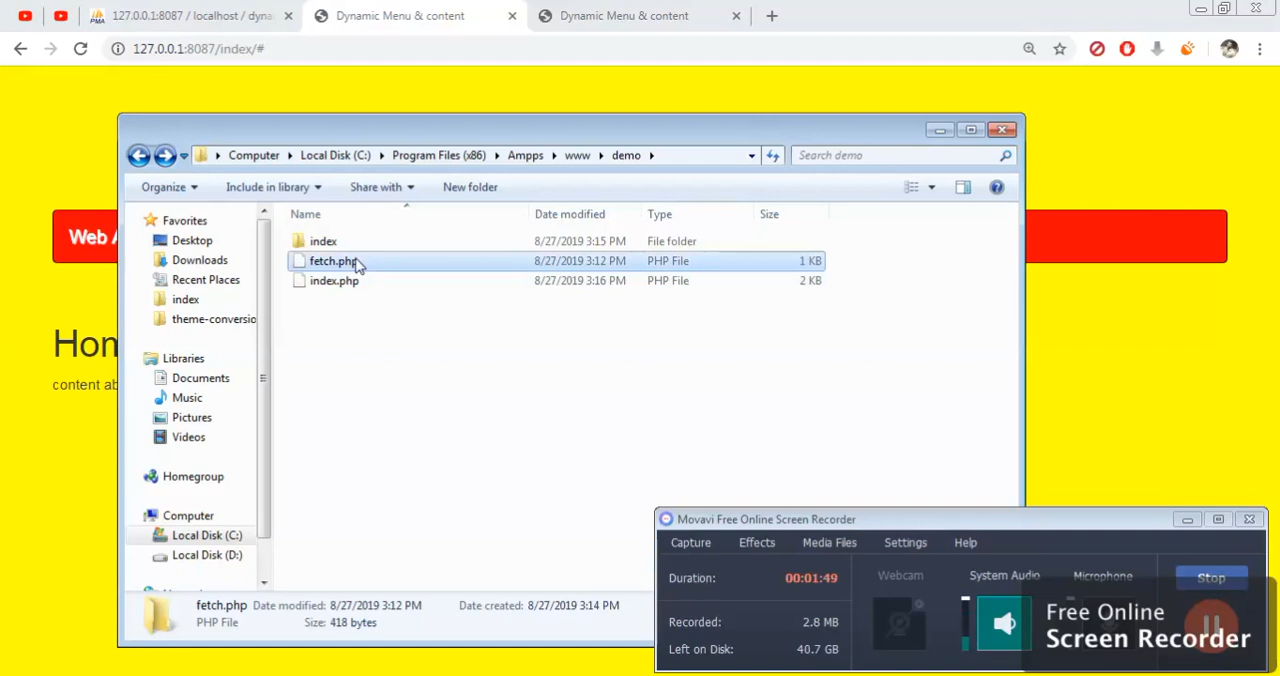 127.0.0.1:8087 / localhost / dyna
Dynamic Menu & content
Dynamic Menu & content
127.0.0.1:8087/index/#
Computer Local Disk (C:) Program Files (x86) Ampps www demo
Search demo
Organize Include in library Share with New folder
Name Date modified Type Size
Favorites
Desktop
Downloads
Recent Places
index
theme-conversio
Libraries
Documents
Music
Pictures
Videos
Homegroup
Computer
Local Disk (C:)
Local Disk (D:)
index 8/27/2019 3:15 PM File folder
fetch.php 8/27/2019 3:12 PM PHP File 1 KB
index.php 8/27/2019 3:16 PM PHP File 2 KB
Web A
Hom
content ab
fetch.php Date modified: 8/27/2019 3:12 PM Date created: 8/27/2019 3:14 PM
PHP File Size: 418 bytes
Movavi Free Online Screen Recorder
Capture Effects Media Files Settings Help
Duration: 00:01:49
Recorded: 2.8 MB
Left on Disk: 40.7 GB
Webcam System Audio Microphone
Stop
Free Online
Screen Recorder